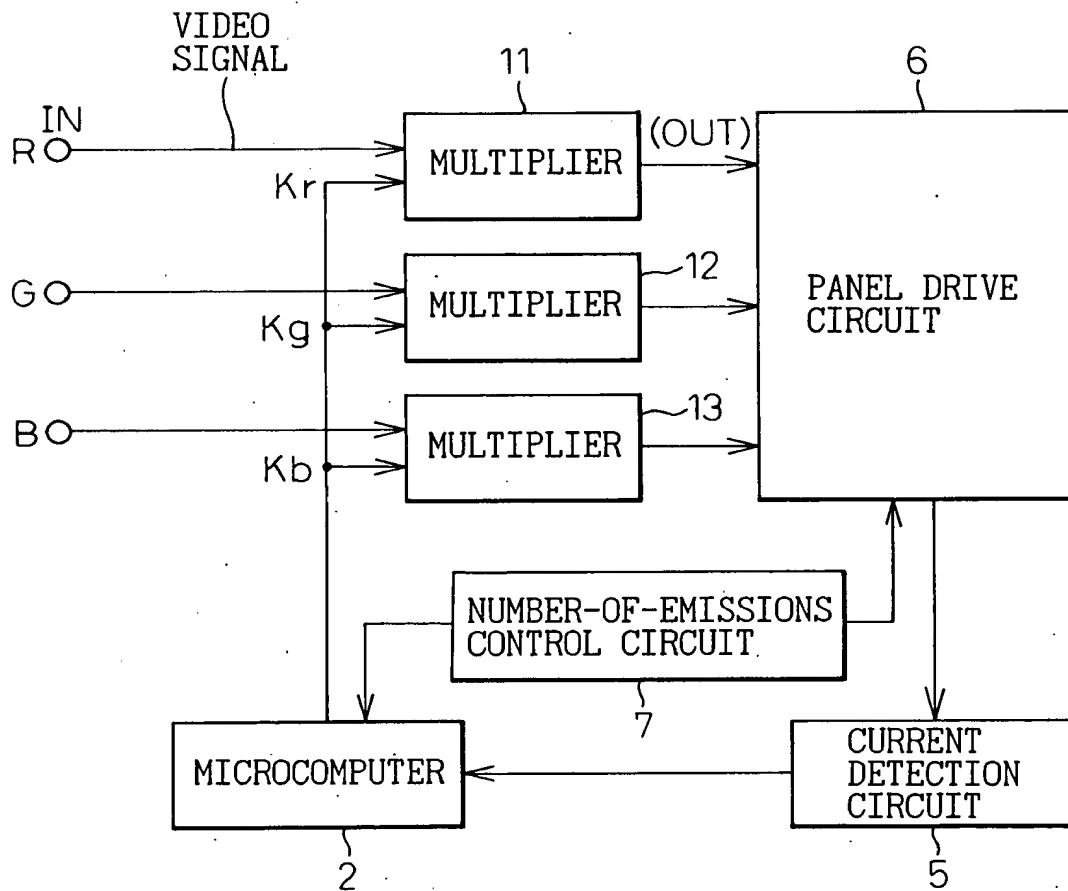 VIDEO
SIGNAL
11
6
IN
R
MULTIPLIER
(OUT)
Kr
12
G
MULTIPLIER
PANEL DRIVE
CIRCUIT
Kg
13
B
MULTIPLIER
Kb
NUMBER-OF-EMISSIONS
CONTROL CIRCUIT
7
MICROCOMPUTER
CURRENT
DETECTION
CIRCUIT
2
5